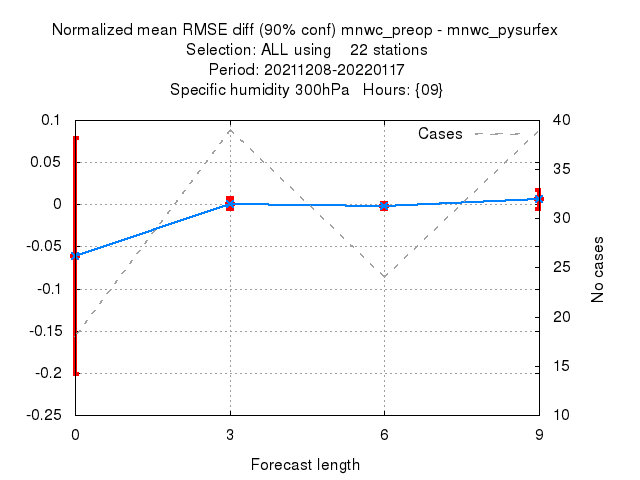 Normalized mean RMSE diff (90% conf) mnwc_preop - mnwc_pysurfex
Selection: ALL using    22 stations
Period: 20211208-20220117
Specific humidity 300hPa   Hours: {09}
0.1
0.05
0
-0.05
-0.1
-0.15
-0.2
-0.25
Cases
40
35
30
25
20
15
10
No cases
0 3 6 9
Forecast length